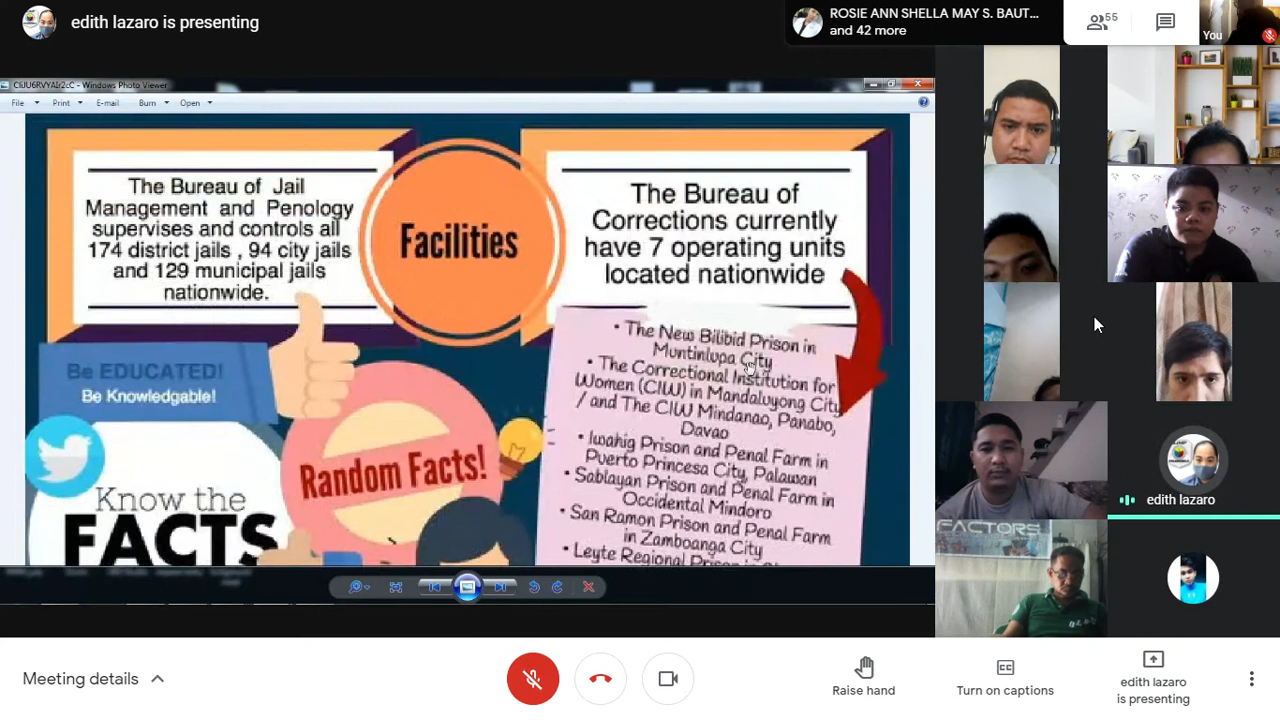 edith lazaro is presenting
ROSIE ANN SHELLA MAY S. BAUT...
and 42 more
55
You
CliJU6RVYAIr2cC - Windows Photo Viewer
File
Print
E-mail
Burn
Open
The Bureau of Jail
Management and Penology
supervises and controls all
174 district jails , 94 city jails
and 129 municipal jails
nationwide.
Facilities
The Bureau of
Corrections currently
have 7 operating units
located nationwide
Be EDUCATED!
Be Knowledgable!
Random Facts!
Know the
FACTS
• The New Bilibid Prison in
Muntinlupa City
• The Correctional Institution for
Women (CIW) in Mandaluyong City
/ and The CIW Mindanao, Panabo,
Davao
• Iwahig Prison and Penal Farm in
Puerto Princesa City, Palawan
• Sablayan Prison and Penal Farm in
Occidental Mindoro
• San Ramon Prison and Penal Farm
in Zamboanga City
• Leyte Regional Prison in
edith lazaro
FACTORS
Meeting details
Raise hand
Turn on captions
edith lazaro
is presenting